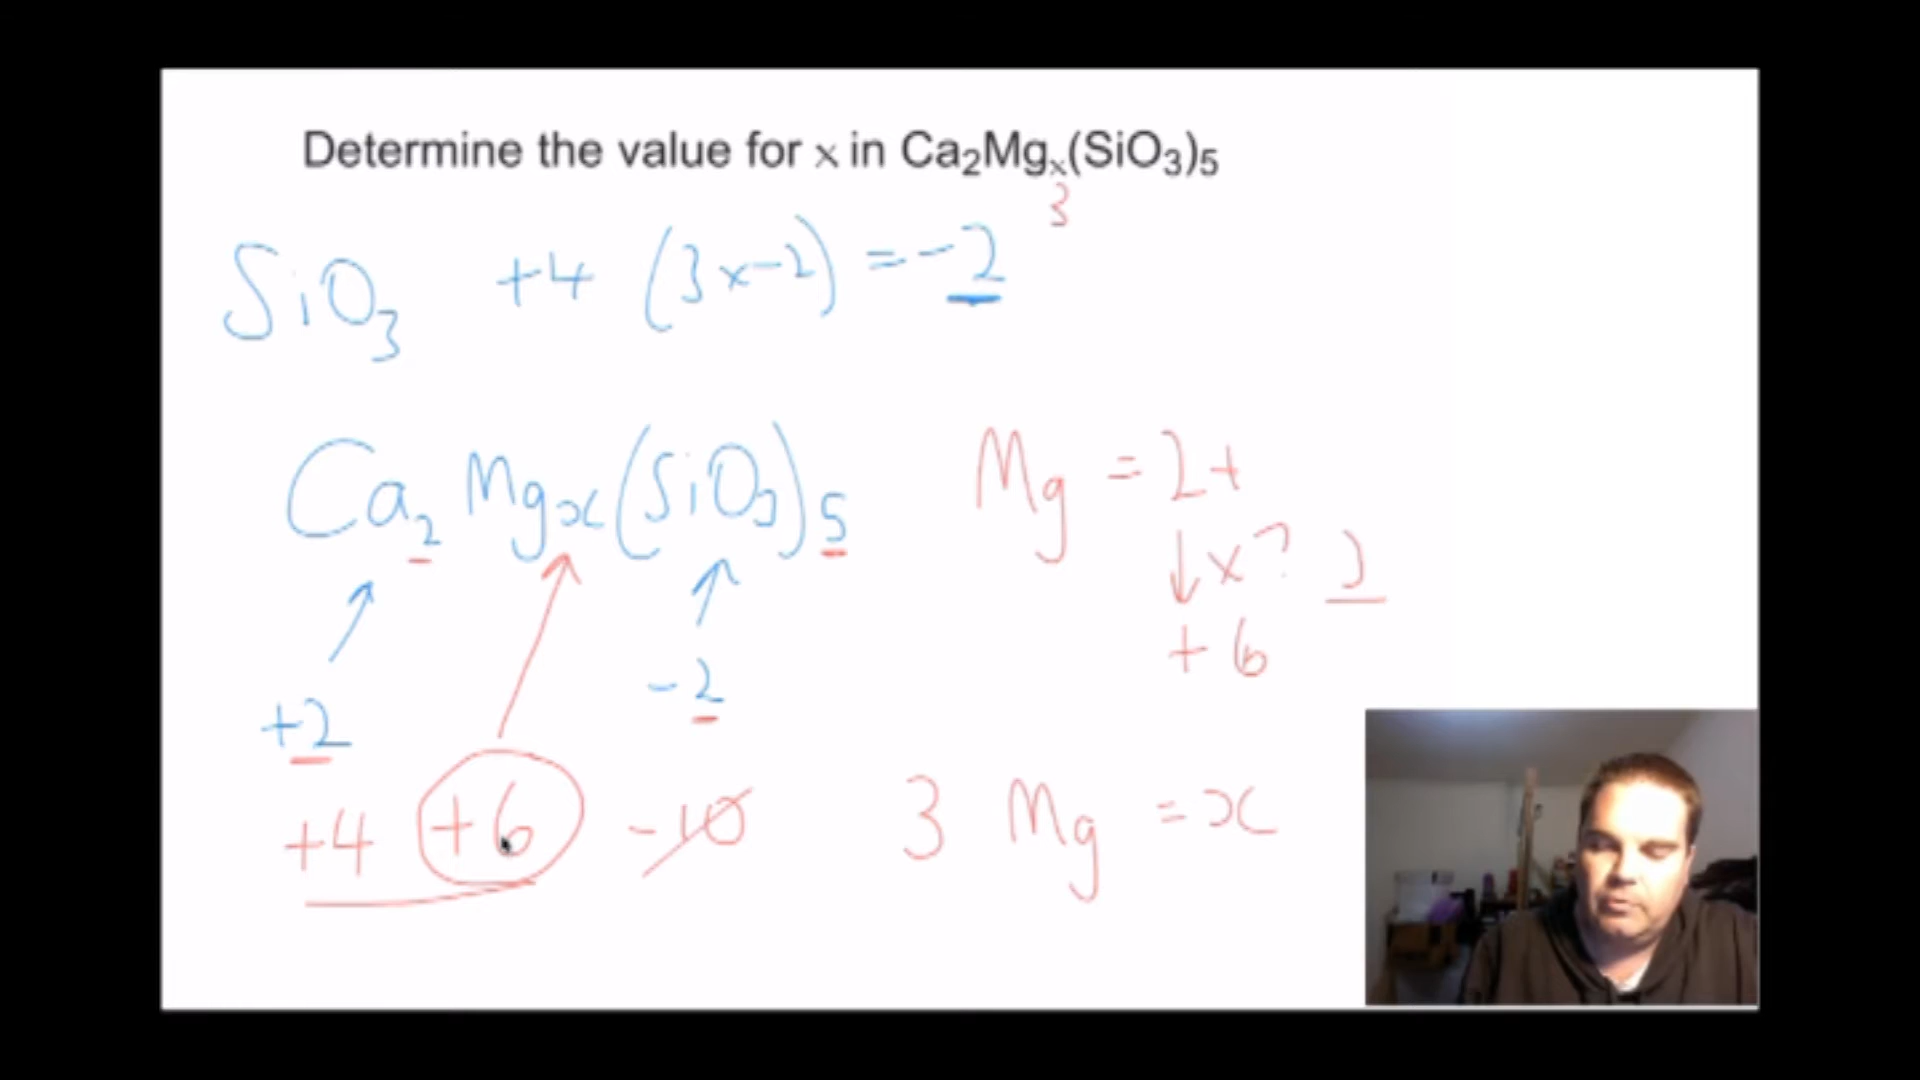 Determine the value for x in Ca₂Mgₓ(SiO₃)₅
3
SiO₃ +4 (3x-2) = -2
Ca₂ Mgx (SiO₃)₅
Mg = 2+
x? 3
+6
+2
-2
+4 +6 -10
3 Mg = x